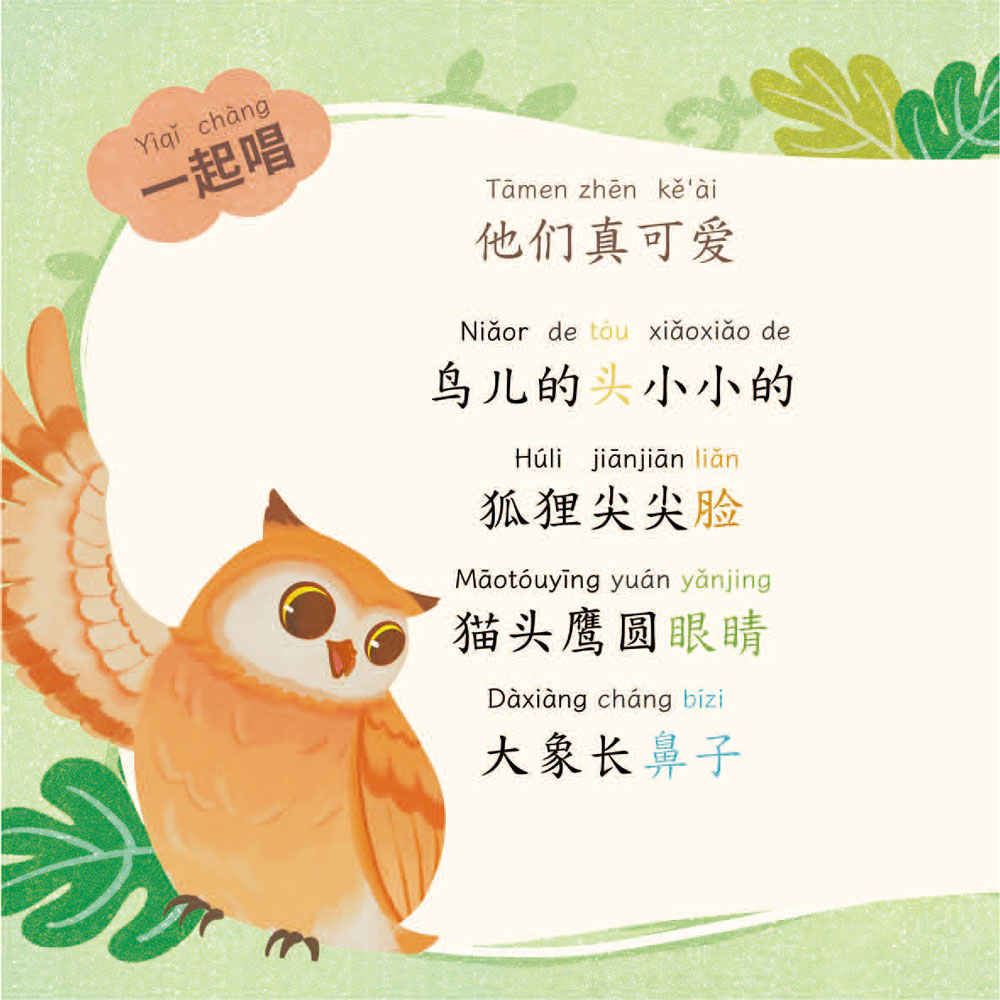 Yìqǐ chàng
一起唱
Tāmen zhēn kě'ài
他们真可爱
Niǎor de tóu xiǎoxiǎo de
鸟儿的头小小的
Húli jiānjiān liǎn
狐狸尖尖脸
Māotóuyīng yuán yǎnjing
猫头鹰圆眼睛
Dàxiàng cháng bízi
大象长鼻子